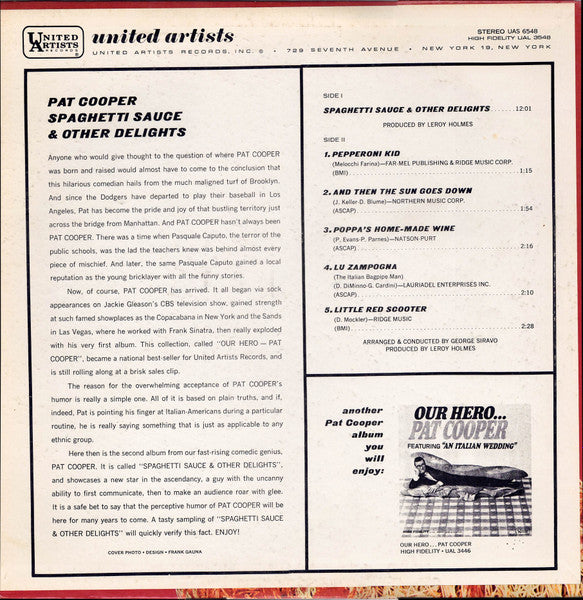 UNITED
ARTISTS
RECORDS
united artists
UNITED ARTISTS RECORDS, INC. • 729 SEVENTH AVENUE • NEW YORK 19, NEW YORK
STEREO UAS 6548
HIGH FIDELITY UAL 3548
PAT COOPER
SPAGHETTI SAUCE
& OTHER DELIGHTS
Anyone who would give thought to the question of where PAT COOPER
was born and raised would almost have to come to the conclusion that
this hilarious comedian hails from the much maligned turf of Brooklyn.
And since the Dodgers have departed to play their baseball in Los
Angeles, Pat has become the pride and joy of that bustling territory just
across the bridge from Manhattan. And PAT COOPER hasn't always been
PAT COOPER. There was a time when Pasquale Caputo, the terror of the
public schools, was the lad the teachers knew was behind almost every
piece of mischief. And later, the same Pasquale Caputo gained a local
reputation as the young bricklayer with all the funny stories.
Now, of course, PAT COOPER has arrived. It all began via sock
appearances on Jackie Gleason's CBS television show, gained strength
at such famed showplaces as the Copacabana in New York and the Sands
in Las Vegas, where he worked with Frank Sinatra, then really exploded
with his very first album. This collection, called "OUR HERO — PAT
COOPER", became a national best-seller for United Artists Records, and
is still rolling along at a brisk sales clip.
The reason for the overwhelming acceptance of PAT COOPER'S
humor is really a simple one. All of it is based on plain truths, and if,
indeed, Pat is pointing his finger at Italian-Americans during a particular
routine, he is really saying something that is just as applicable to any
ethnic group.
Here then is the second album from our fast-rising comedic genius,
PAT COOPER. It is called "SPAGHETTI SAUCE & OTHER DELIGHTS",
and showcases a new star in the ascendancy, a guy with the uncanny
ability to first communicate, then to make an audience roar with glee.
It is a safe bet to say that the perceptive humor of PAT COOPER will be
here for many years to come. A tasty sampling of "SPAGHETTI SAUCE
& OTHER DELIGHTS" will quickly verify this fact. ENJOY!
COVER PHOTO • DESIGN • FRANK GAUNA
SIDE I
SPAGHETTI SAUCE & OTHER DELIGHTS.......12:01
PRODUCED BY LEROY HOLMES
SIDE II
1. PEPPERONI KID
(Melocchi Farina)—FAR-MEL PUBLISHING & RIDGE MUSIC CORP.
(BMI) 1:15
2. AND THEN THE SUN GOES DOWN
(J. Keller-D. Blume)—NORTHERN MUSIC CORP.
(ASCAP) 1:54
3. POPPA'S HOME-MADE WINE
(P. Evans-P. Parnes)—NATSON PURT
(ASCAP) 2:16
4. LU ZAMPOGNA
(The Italian Bagpipe Man)
(D. DiMinno-G. Cardini)—LAURIADEL ENTERPRISES INC.
(ASCAP) 2:10
5. LITTLE RED SCOOTER
(D. Mockler)—RIDGE MUSIC
(BMI) 2:28
ARRANGED & CONDUCTED BY GEORGE SIRAVO
PRODUCED BY LEROY HOLMES
another
Pat Cooper
album
you
will
enjoy:
OUR HERO...
PAT COOPER
FEATURING "AN ITALIAN WEDDING"
OUR HERO...PAT COOPER
HIGH FIDELITY • UAL 3446